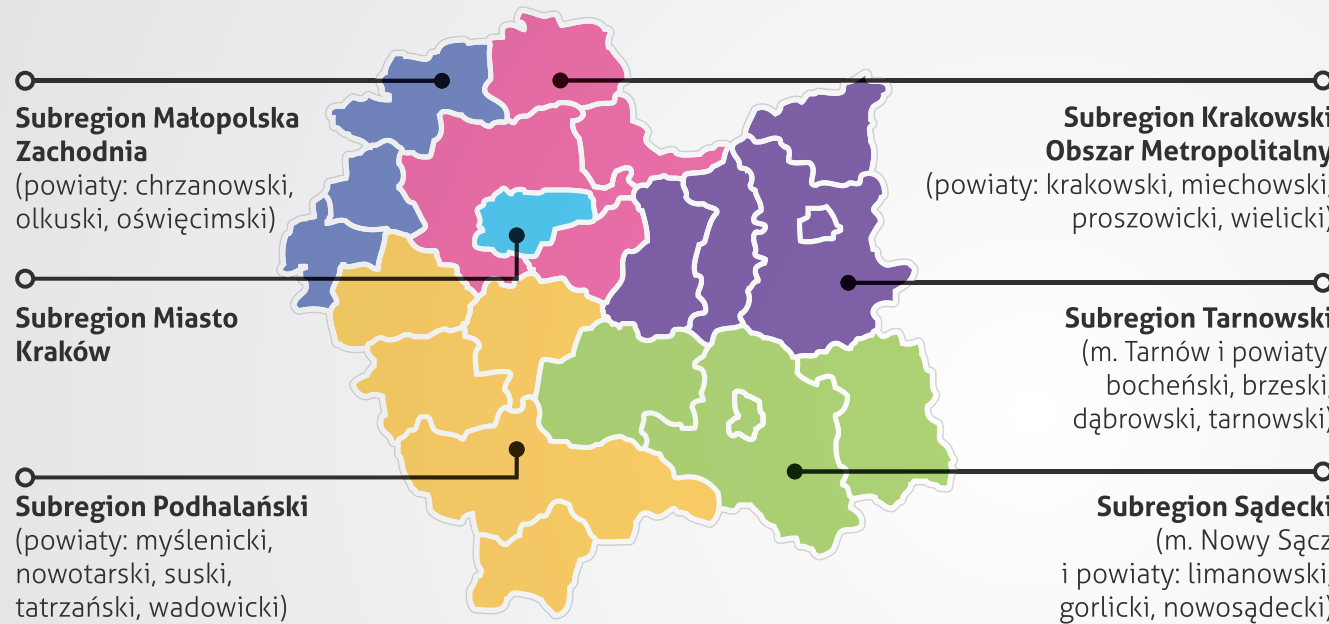 Subregion Małopolska
Zachodnia
(powiaty: chrzanowski,
olkuski, oświęcimski)
Subregion Miasto
Kraków
Subregion Podhalański
(powiaty: myślenicki,
nowotarski, suski,
tatrzański, wadowicki)
Subregion Krakowski
Obszar Metropolitalny
(powiaty: krakowski, miechowski,
proszowicki, wielicki)
Subregion Tarnowski
(m. Tarnów i powiaty
bocheński, brzeski,
dąbrowski, tarnowski)
Subregion Sądecki
(m. Nowy Sącz
i powiaty: limanowski,
gorlicki, nowosądecki)